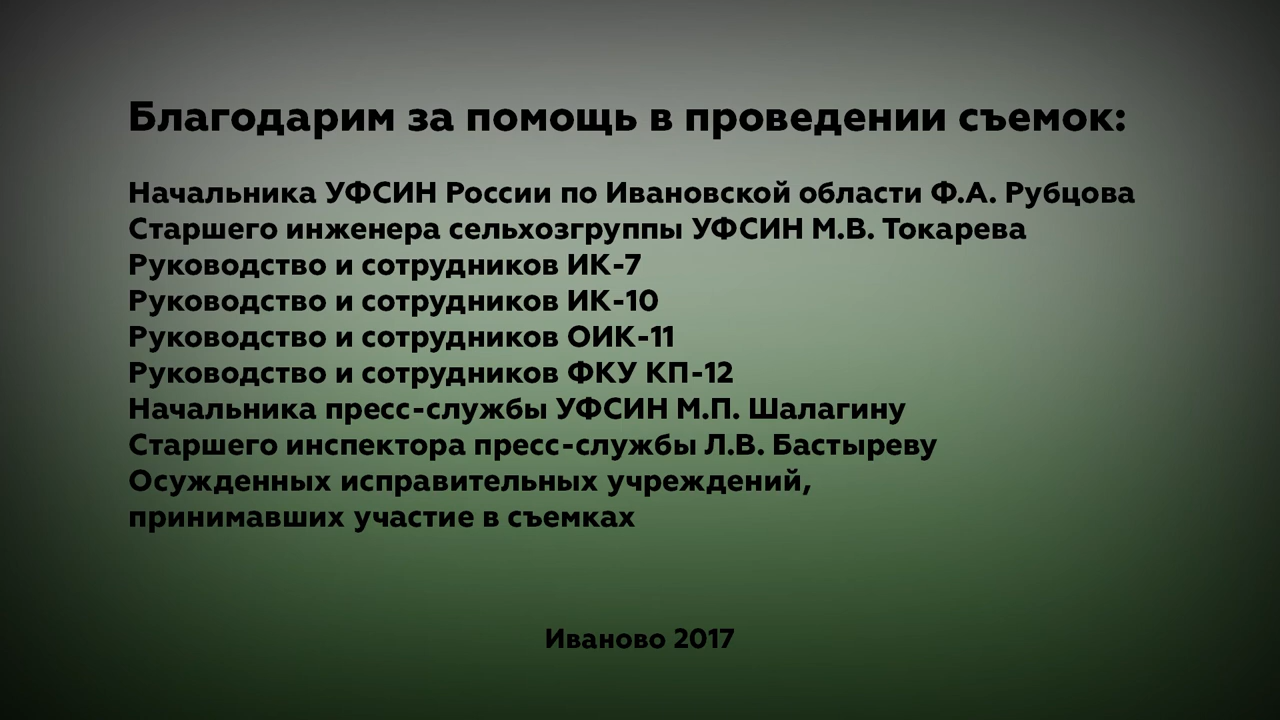 Благодарим за помощь в проведении съемок:
Начальника УФСИН России по Ивановской области Ф.А. Рубцова
Старшего инженера сельхозгруппы УФСИН М.В. Токарева
Руководство и сотрудников ИК-7
Руководство и сотрудников ИК-10
Руководство и сотрудников ОИК-11
Руководство и сотрудников ФКУ КП-12
Начальника пресс-службы УФСИН М.П. Шалагину
Старшего инспектора пресс-службы Л.В. Бастыреву
Осужденных исправительных учреждений,
принимавших участие в съемках
Иваново 2017